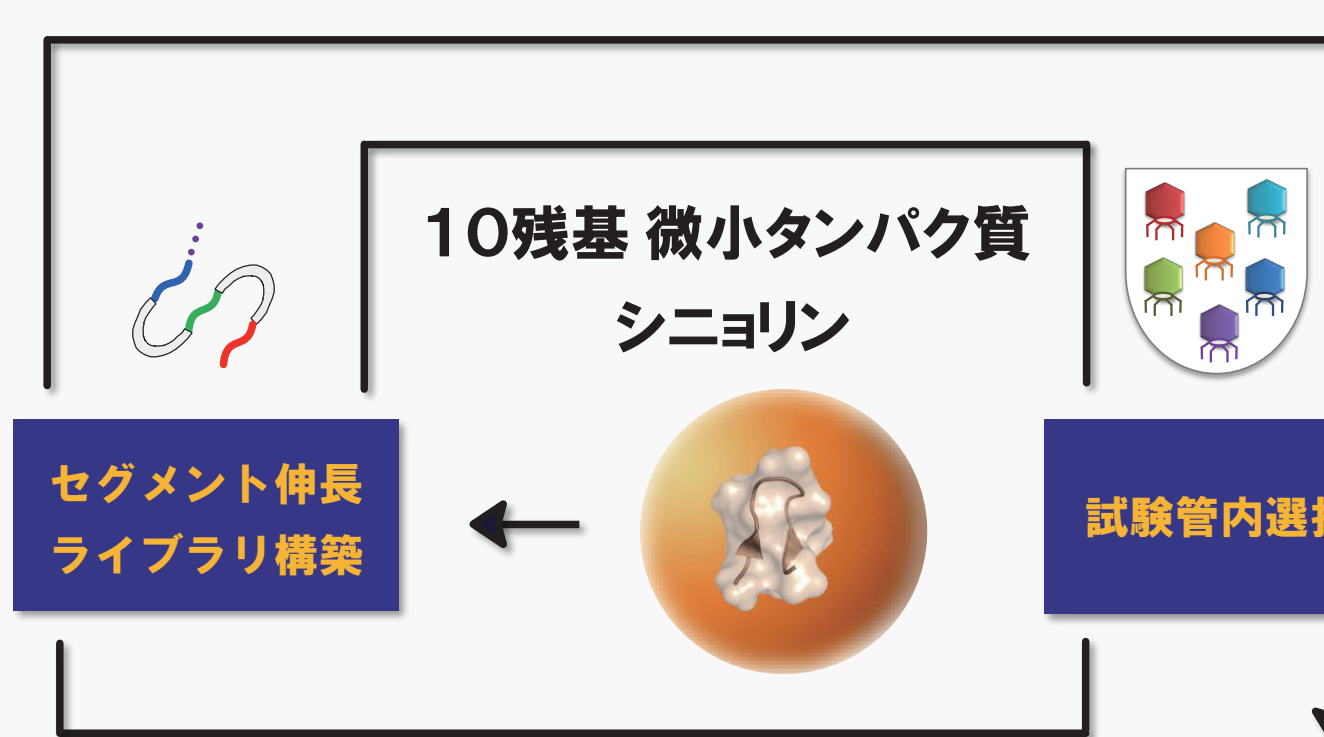 10残基 微小タンパク質
シニョリン
セグメント伸長
ライブラリ構築
試験管内選